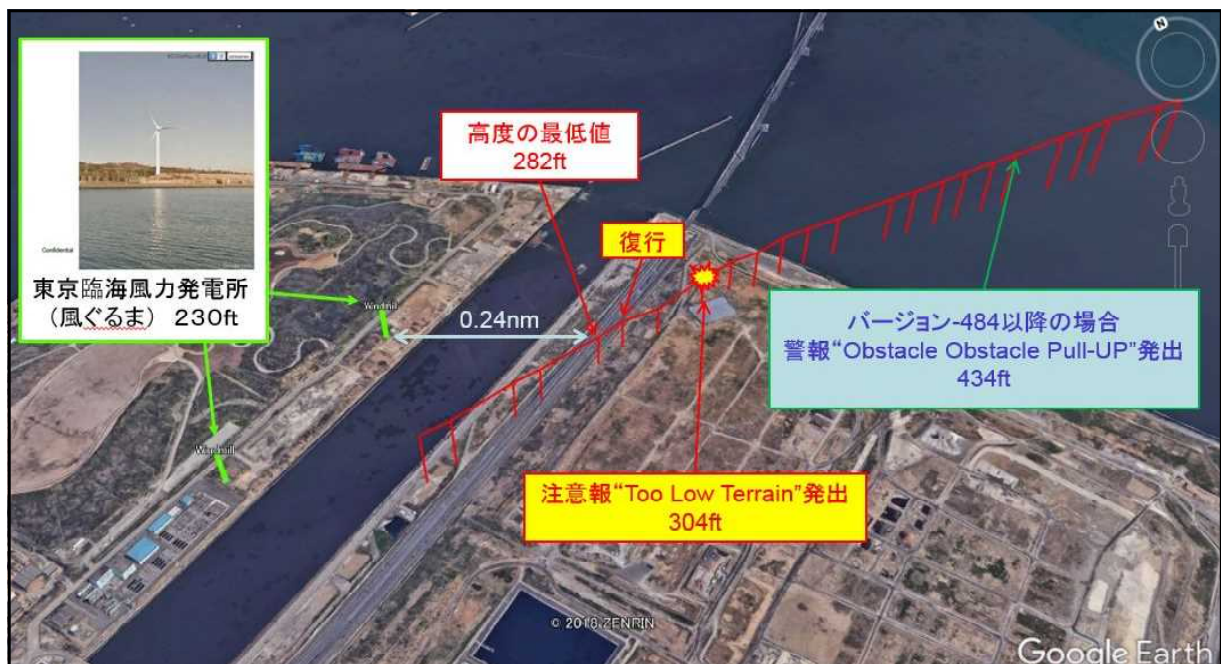 Confidential
東京臨海風力発電所
(風ぐるま) 230ft
Windmill
Windmill
高度の最低値
282ft
復行
0.24nm
注意報“Too Low Terrain”発出
304ft
バージョン-484以降の場合
警報“Obstacle Obstacle Pull-UP”発出
434ft
N
© 2018 ZENRIN
Google Earth